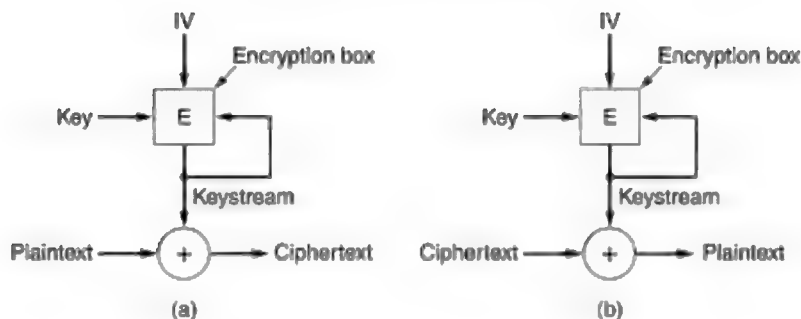 IV
Encryption box
Key
E
Keystream
Plaintext
+
Ciphertext
(a)
IV
Encryption box
Key
E
Keystream
Ciphertext
+
Plaintext
(b)